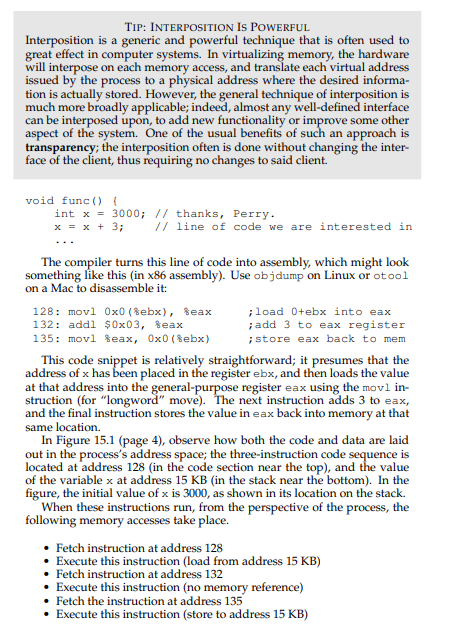 TIP: INTERPOSITION IS POWERFUL
Interposition is a generic and powerful technique that is often used to
great effect in computer systems. In virtualizing memory, the hardware
will interpose on each memory access, and translate each virtual address
issued by the process to a physical address where the desired informa-
tion is actually stored. However, the general technique of interposition is
much more broadly applicable; indeed, almost any well-defined interface
can be interposed upon, to add new functionality or improve some other
aspect of the system. One of the usual benefits of such an approach is
transparency; the interposition often is done without changing the inter-
face of the client, thus requiring no changes to said client.
void func() {
int x = 3000; // thanks, Perry.
x = x + 3; // line of code we are interested in
...
The compiler turns this line of code into assembly, which might look
something like this (in x86 assembly). Use objdump on Linux or otool
on a Mac to disassemble it:
128: movl 0x0(%ebx), %eax ;load 0+ebx into eax
132: addl $0x03, %eax ;add 3 to eax register
135: movl %eax, 0x0(%ebx) ;store eax back to mem
This code snippet is relatively straightforward; it presumes that the
address of x has been placed in the register ebx, and then loads the value
at that address into the general-purpose register eax using the movl in-
struction (for “longword” move). The next instruction adds 3 to eax,
and the final instruction stores the value in eax back into memory at that
same location.
In Figure 15.1 (page 4), observe how both the code and data are laid
out in the process’s address space; the three-instruction code sequence is
located at address 128 (in the code section near the top), and the value
of the variable x at address 15 KB (in the stack near the bottom). In the
figure, the initial value of x is 3000, as shown in its location on the stack.
When these instructions run, from the perspective of the process, the
following memory accesses take place.
• Fetch instruction at address 128
• Execute this instruction (load from address 15 KB)
• Fetch instruction at address 132
• Execute this instruction (no memory reference)
• Fetch the instruction at address 135
• Execute this instruction (store to address 15 KB)